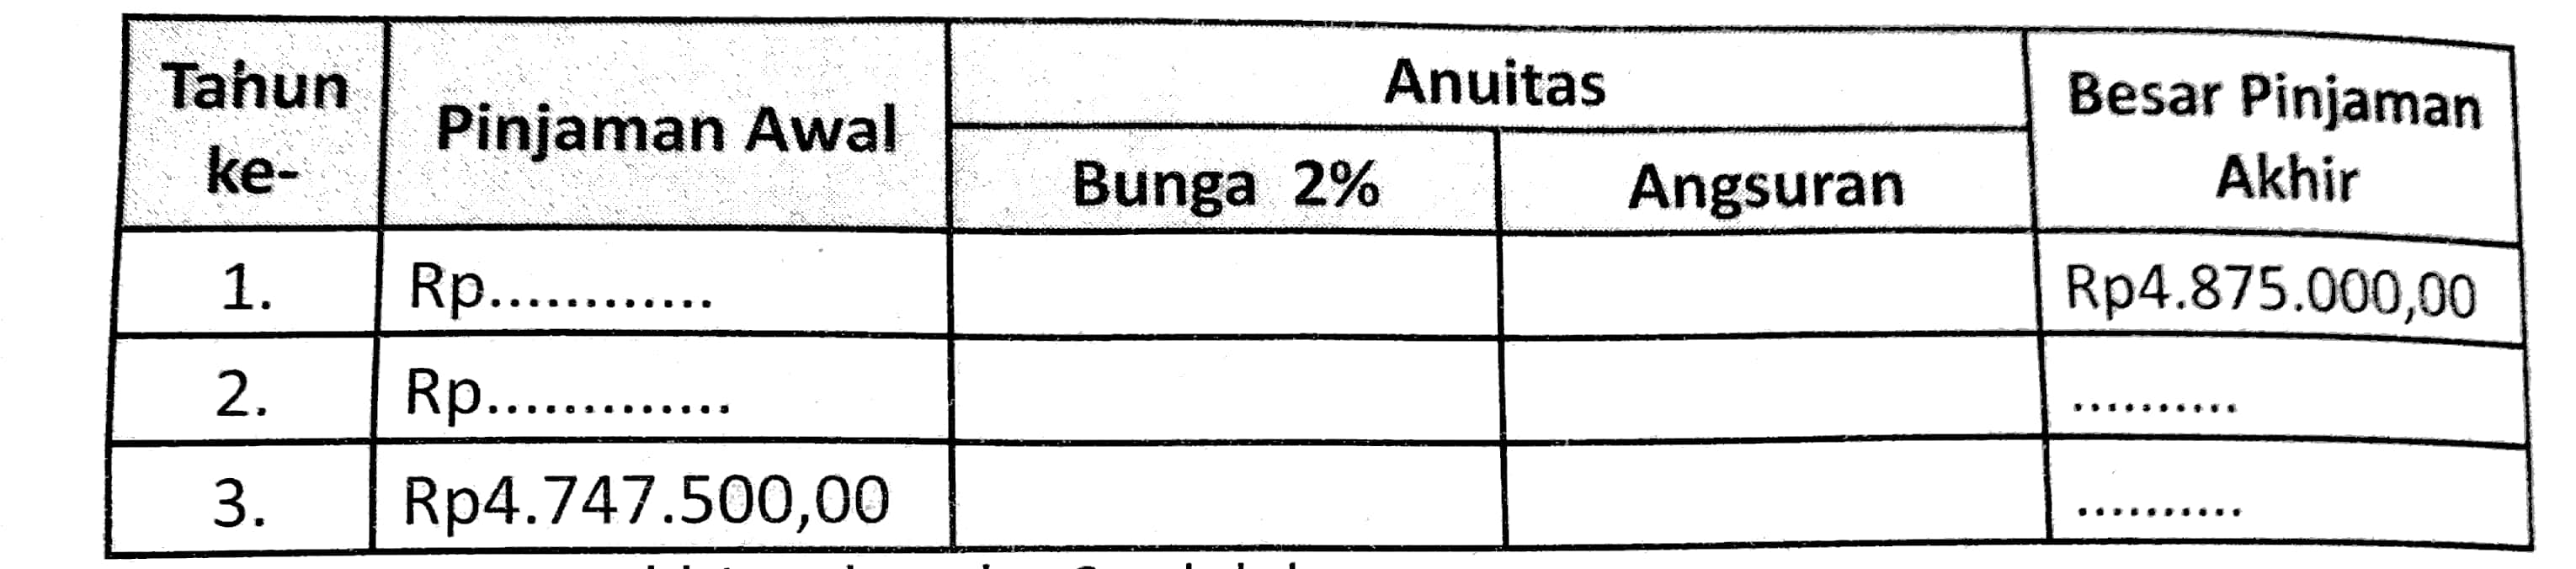 Tahun ke-
Pinjaman Awal
Anuitas
Besar Pinjaman Akhir
Bunga 2%
Angsuran
1.
Rp............
Rp4.875.000,00
2.
Rp.............
..........
3.
Rp4.747.500,00
..........